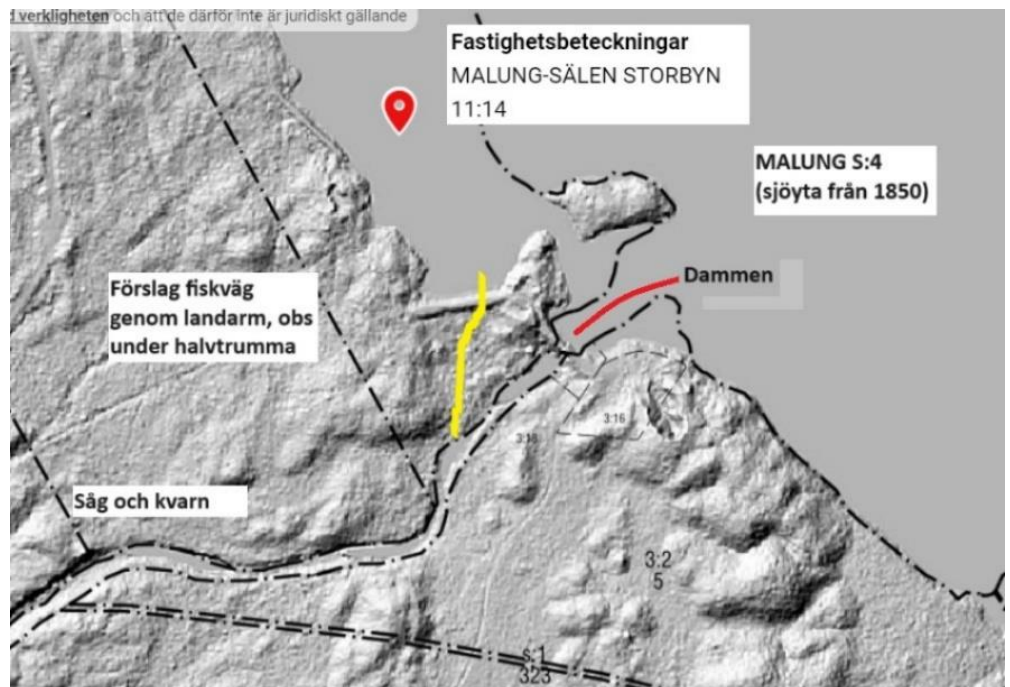 verkligheten och att de därför inte är juridiskt gällande
Fastighetsbeteckningar
MALUNG-SÄLEN STORBYN
11:14
MALUNG S:4
(sjöyta från 1850)
Dammen
Förslag fiskväg
genom landarm, obs
under halvtrumma
3:16
Såg och kvarn
3:2
5
s:1
323